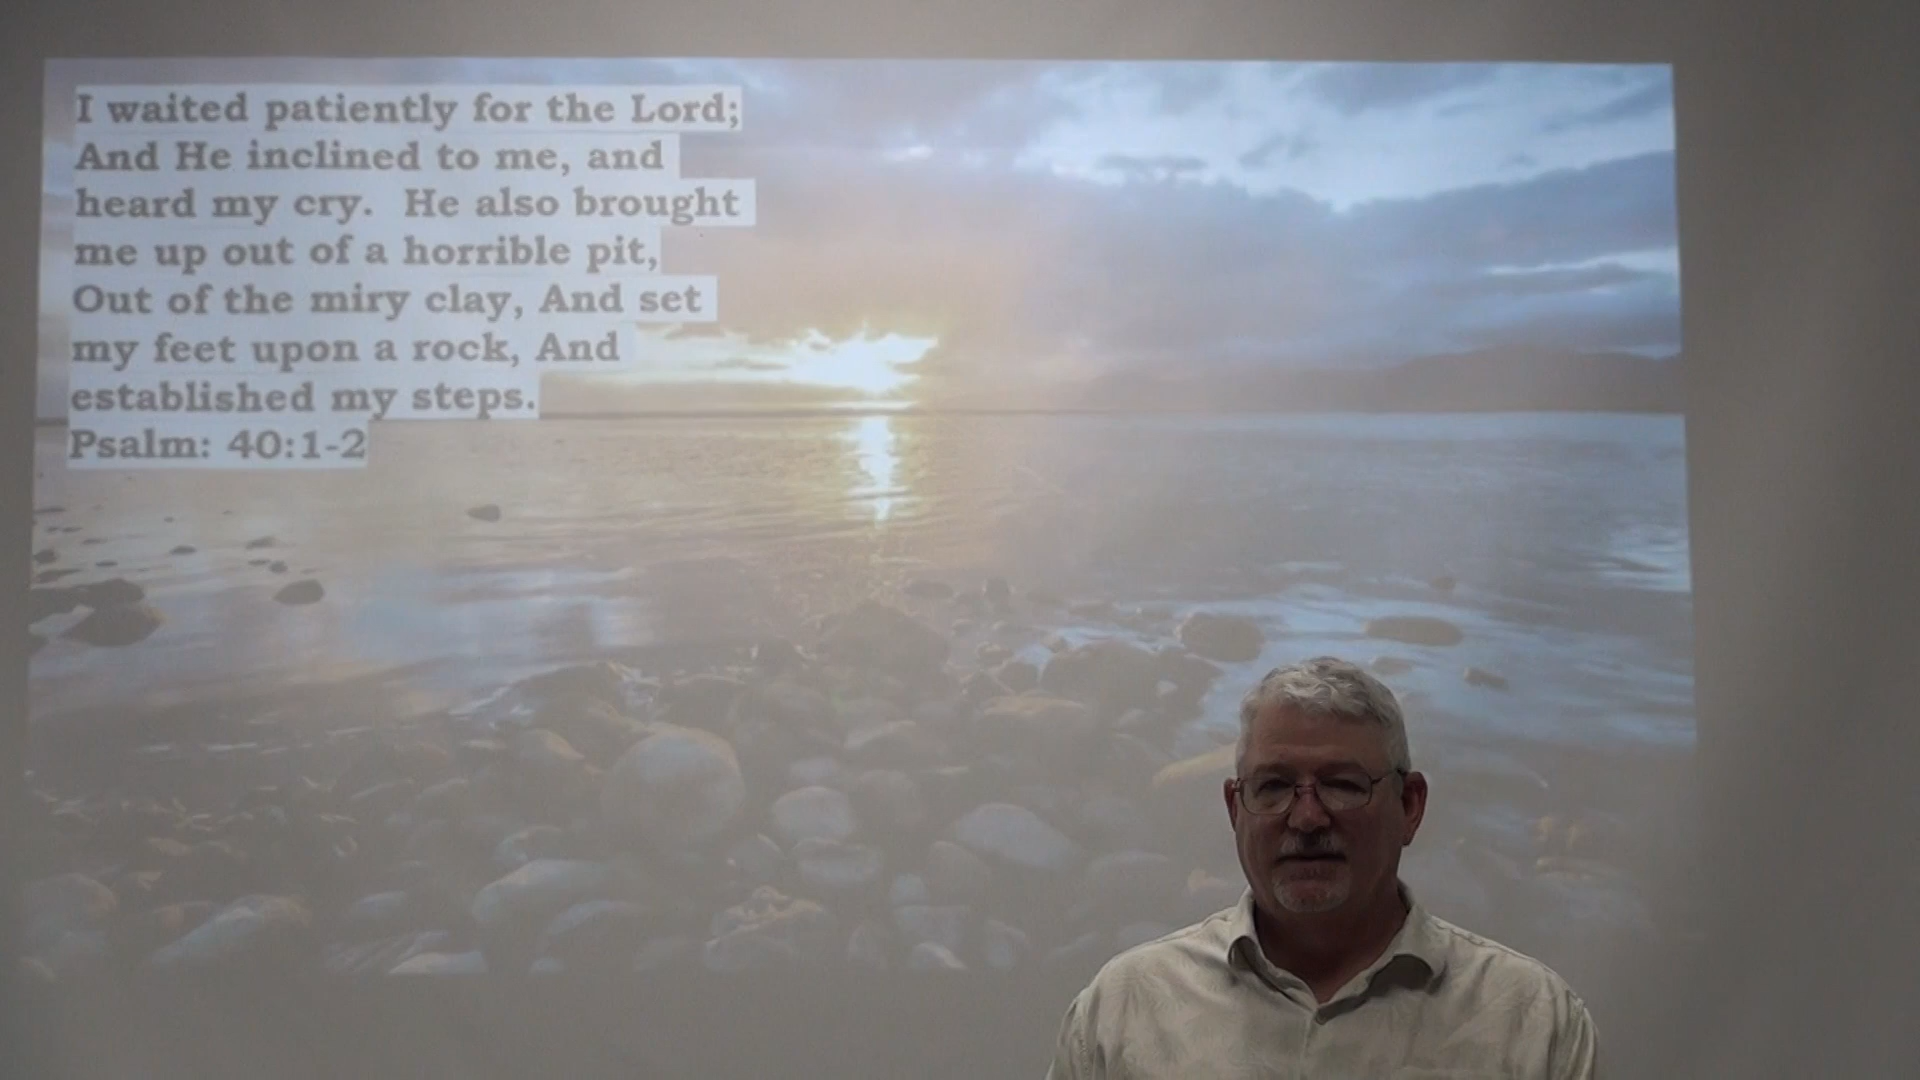 I waited patiently for the Lord;
And He inclined to me, and
heard my cry.  He also brought
me up out of a horrible pit,
Out of the miry clay, And set
my feet upon a rock, And
established my steps.
Psalm: 40:1-2